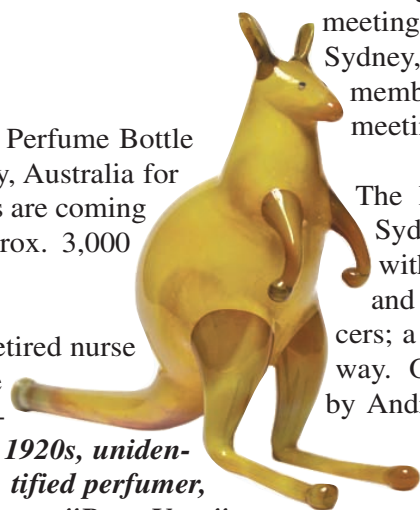 Perfume Bottle
y, Australia for
s are coming
rox. 3,000
etired nurse
1920s, uniden-
tified perfumer,
meeting
Sydney,
memb
meeti
The
Syd
with
and
cers; a
way. C
by Andr